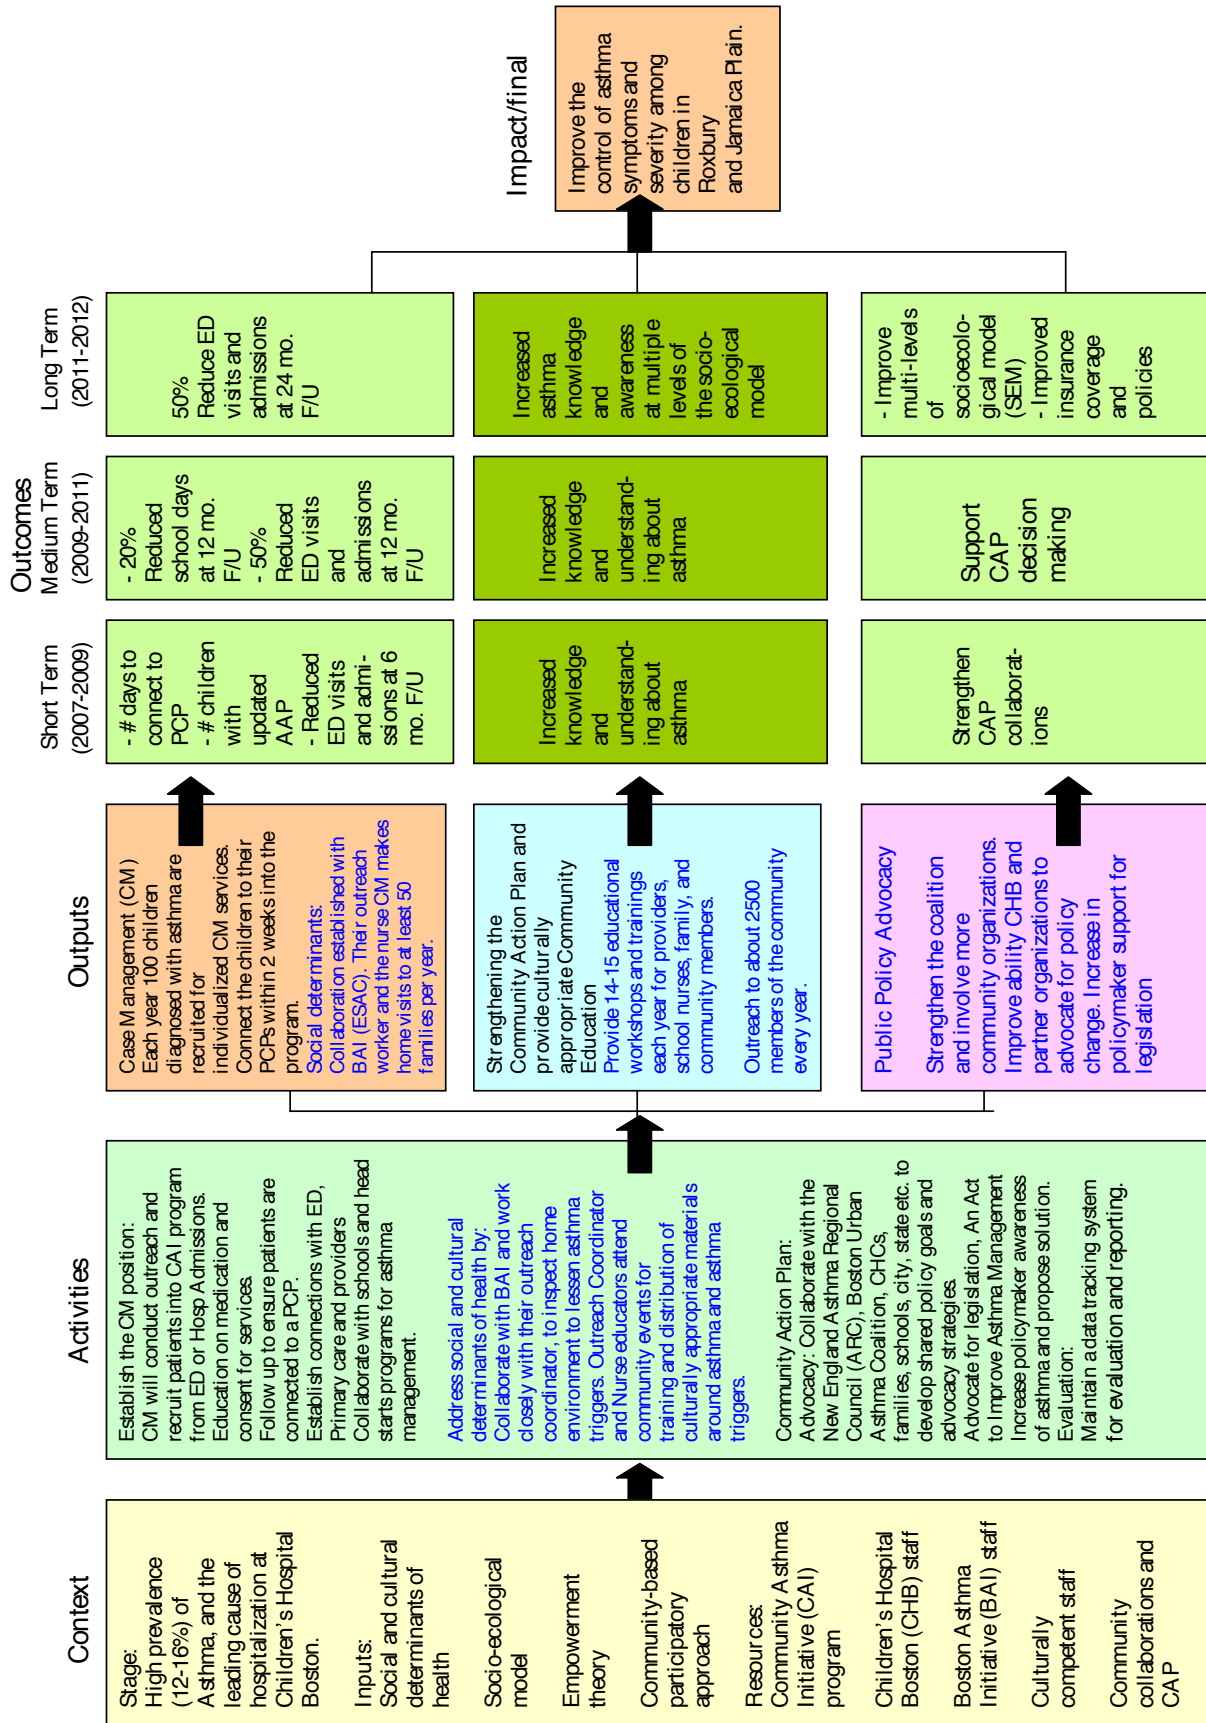 Context
Stage:
High prevalence
(12-16%) of
Asthma, and the
leading cause of
hospitalization at
Children's Hospital
Boston.
Inputs:
Social and cultural
determinants of
health
Socio-ecological
model
Empowerment
theory
Community-based
participatory
approach
Resources:
Community Asthma
Initiative (CAI)
program
Children's Hospital
Boston (CHB) staff
Boston Asthma
Initiative (BAI) staff
Culturally
competent staff
Community
collaborations and
CAP
Activities
Establish the CM position:
CM will conduct outreach and
recruit patients into CAI program
from ED or Hosp Admissions.
Education on medication and
consent for services.
Follow up to ensure patients are
connected to a PCP.
Establish connections with ED,
Primary care and providers
Collaborate with schools and head
starts programs for asthma
management.
Address social and cultural
determinants of health by:
Collaborate with BAI and work
closely with their outreach
coordinator, to inspect home
environment to lessen asthma
triggers. Outreach Coordinator
and Nurse educators attend
community events for
training and distribution of
culturally appropriate materials
around asthma and asthma
triggers.
Community Action Plan:
Advocacy: Collaborate with the
New England Asthma Regional
Council (ARC), Boston Urban
Asthma Coalition, CHCs,
families, schools, city, state etc. to
develop shared policy goals and
advocacy strategies.
Advocate for legislation, An Act
to Improve Asthma Management
Increase policymaker awareness
of asthma and propose solution.
Evaluation:
Maintain a data tracking system
for evaluation and reporting.
Outputs
Case Management (CM)
Each year 100 children
diagnosed with asthma are
recruited for
individualized CM services.
Connect the children to their
PCPs within 2 weeks into the
program.
Social determinants:
Collaboration established with
BAI (ESAC). Their outreach
worker and the nurse CM makes
home visits to at least 50
families per year.
Strengthening the
Community Action Plan and
provide culturally
appropriate Community
Education
Provide 14-15 educational
workshops and trainings
each year for providers,
school nurses, family, and
community members.
Outreach to about 2500
members of the community
every year.
Public Policy Advocacy
Strengthen the coalition
and involve more
community organizations.
Improve ability CHB and
partner organizations to
advocate for policy
change. Increase in
policymaker support for
legislation
Outcomes
Short Term
(2007-2009)
- # days to
connect to
PCP
- # children
with
updated
AAP
- Reduced
ED visits
and admi-
ssions at 6
mo. F/U
Increased
knowledge
and
understand-
ing about
asthma
Strengthen
CAP
collaborat-
ions
Medium Term
(2009-2011)
- 20%
Reduced
school days
at 12 mo.
F/U
- 50%
Reduced
ED visits
and
admissions
at 12 mo.
F/U
Increased
knowledge
and
understand-
ing about
asthma
Support
CAP
decision
making
Long Term
(2011-2012)
50%
Reduce ED
visits and
admissions
at 24 mo.
F/U
Increased
asthma
knowledge
and
awareness
at multiple
levels of
the socio-
ecological
model
- Improve
multi-levels
of
socioecolo-
gical model
(SEM)
- Improved
insurance
coverage
and
policies
Impact/final
Improve the
control of asthma
symptoms and
severity among
children in
Roxbury
and Jamaica Plain.